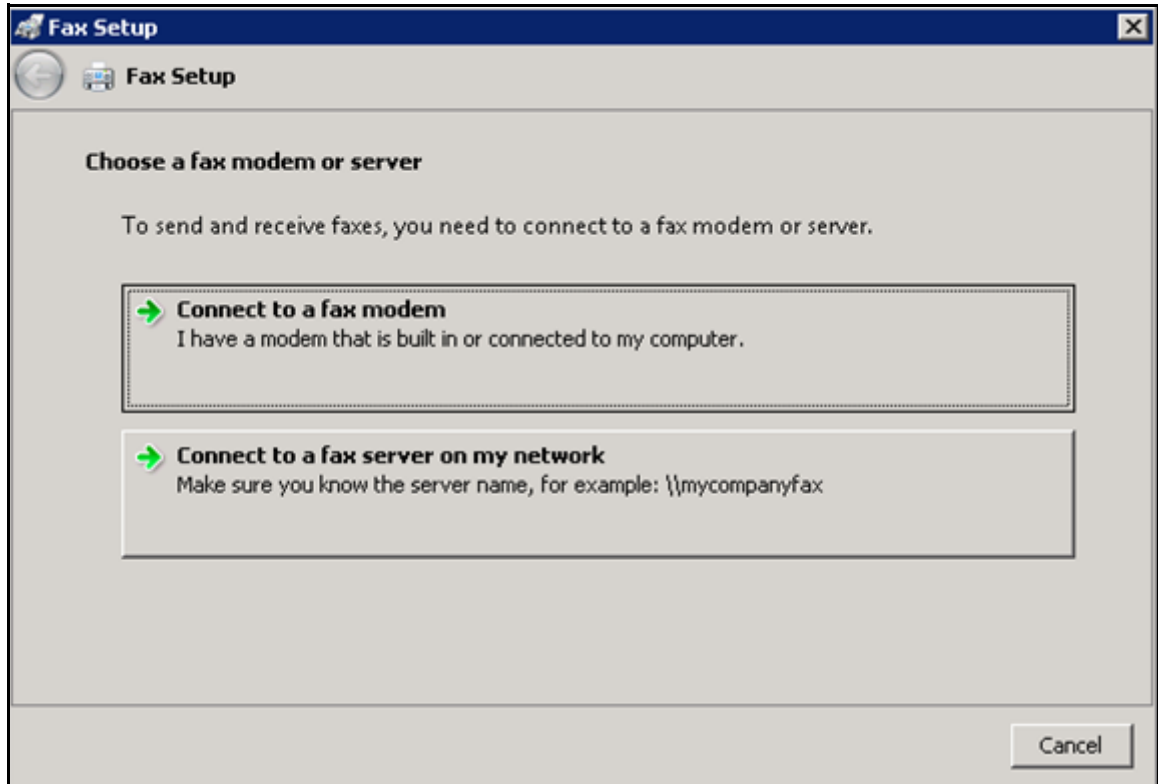 Fax Setup
Fax Setup
Choose a fax modem or server
To send and receive faxes, you need to connect to a fax modem or server.
Connect to a fax modem
I have a modem that is built in or connected to my computer.
Connect to a fax server on my network
Make sure you know the server name, for example: \\mycompanyfax
Cancel